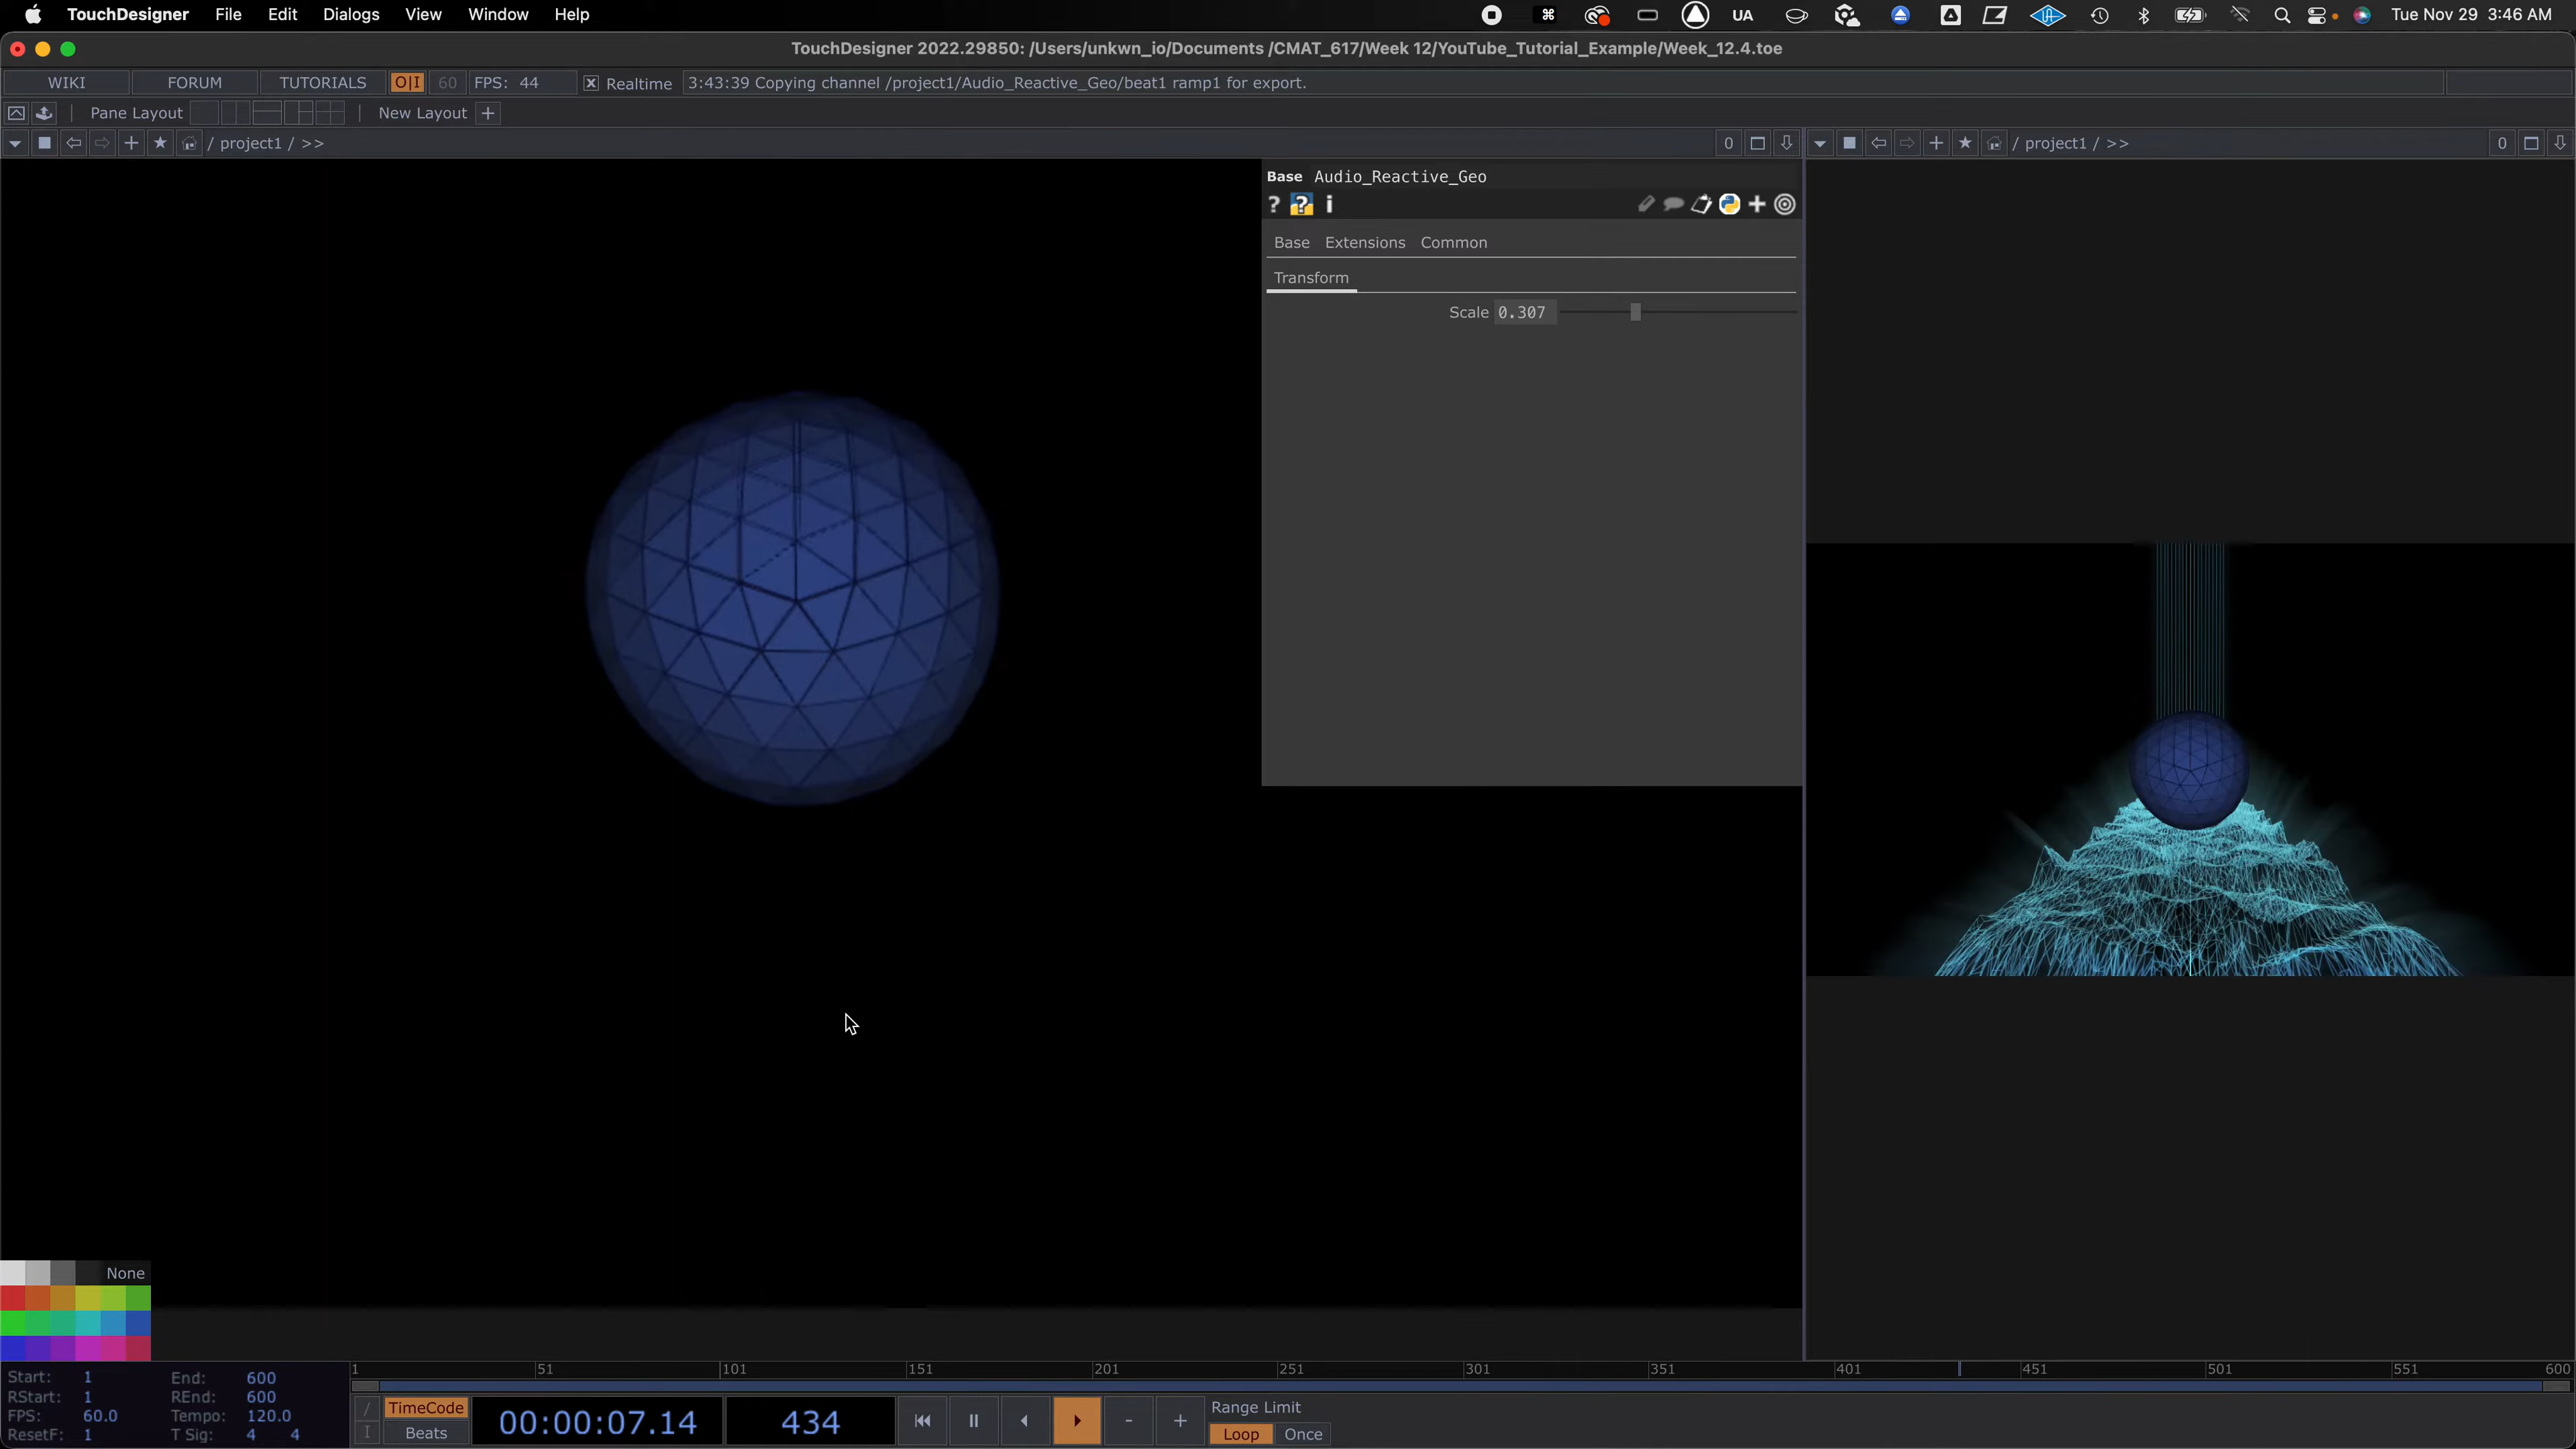 TouchDesigner File Edit Dialogs View Window Help UA Tue Nov 29 3:46 AM
TouchDesigner 2022.29850: /Users/unkwn_io/Documents /CMAT_617/Week 12/YouTube_Tutorial_Example/Week_12.4.toe
WIKI FORUM TUTORIALS O|I 60 FPS: 44 Realtime 3:43:39 Copying channel /project1/Audio_Reactive_Geo/beat1 ramp1 for export.
Pane Layout New Layout +
/ project1 / >> 0 / project1 / >> 0
Base Audio_Reactive_Geo
? ? i
Base Extensions Common
Transform
Scale 0.307
None
1 51 101 151 201 251 301 351 401 451 501 551 600
Start: 1 End: 600
RStart: 1 REnd: 600
FPS: 60.0 Tempo: 120.0
ResetF: 1 T Sig: 4 4
/ TimeCode 00:00:07.14 434 - + Range Limit
I Beats Loop Once